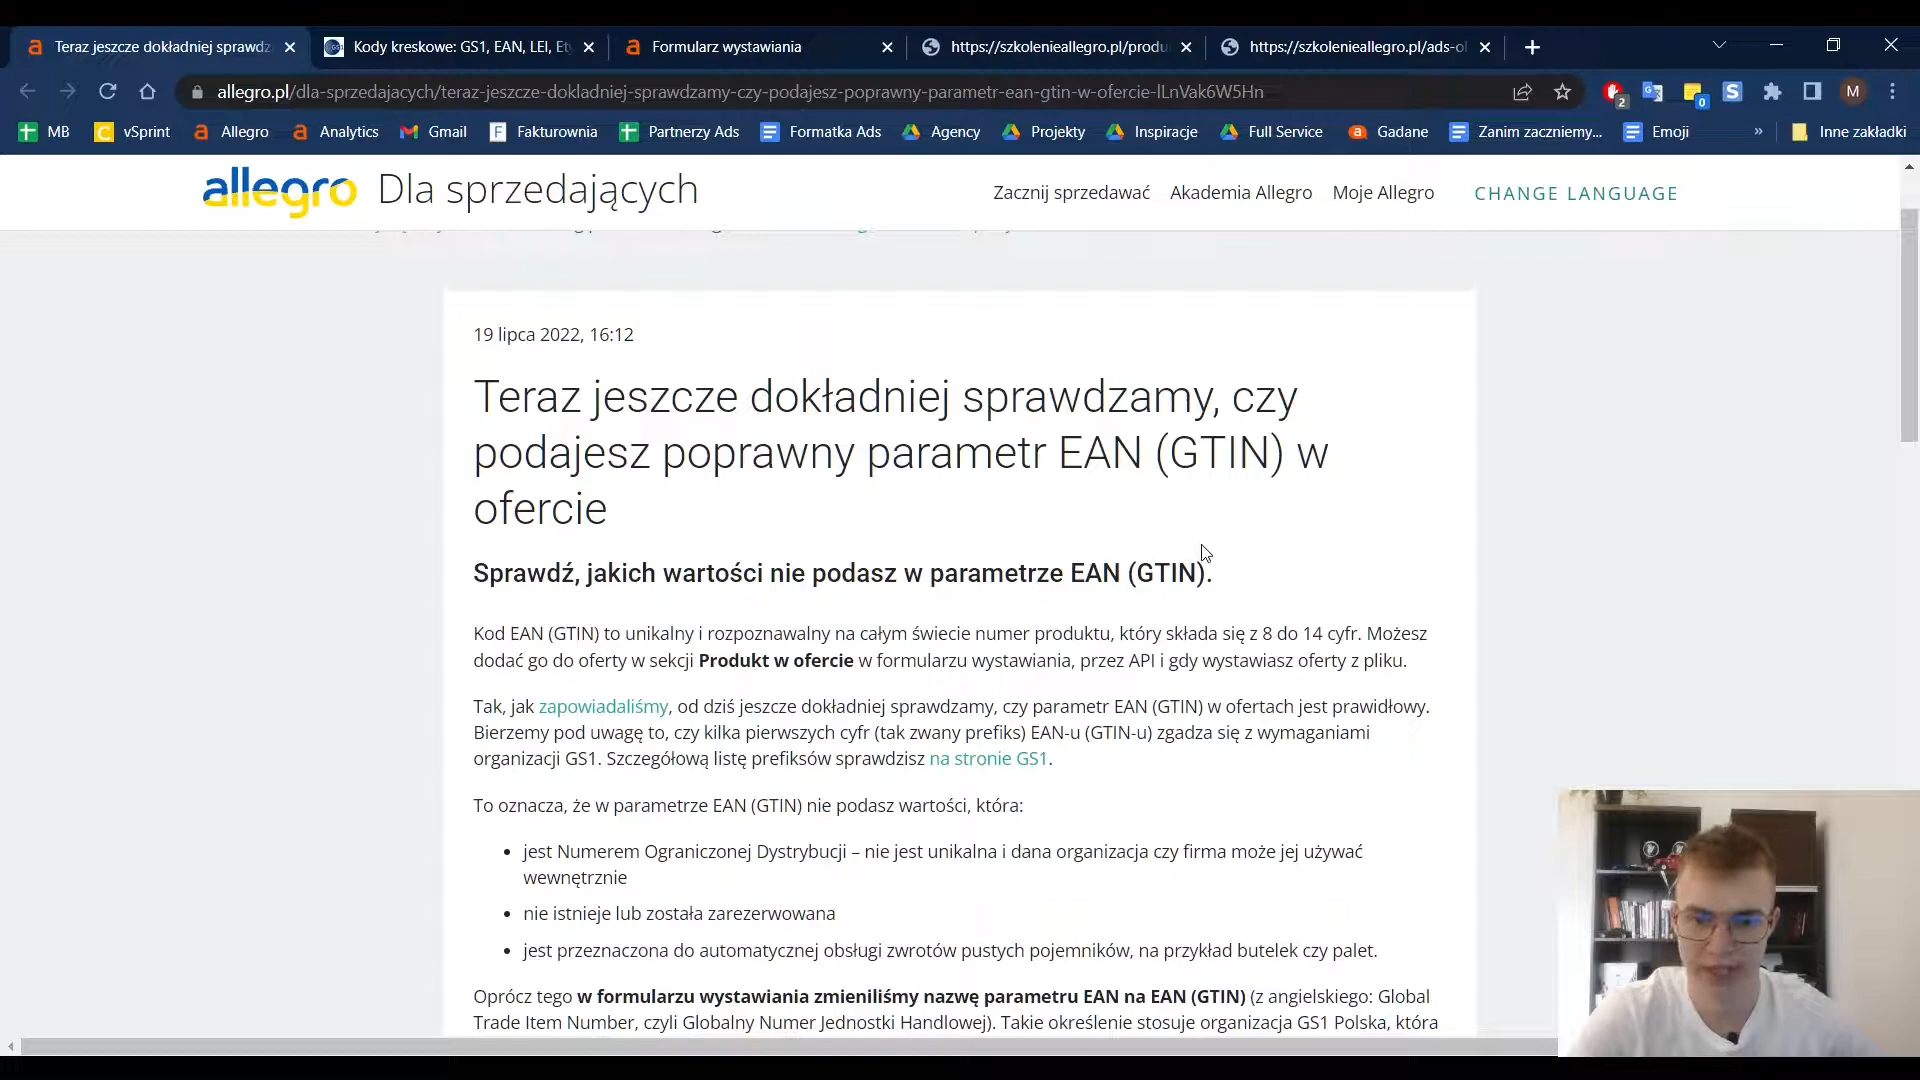 Teraz jeszcze dokładniej sprawdz
Kody kreskowe: GS1, EAN, LEI, Et
Formularz wystawiania
https://szkolenieallegro.pl/produ
https://szkolenieallegro.pl/ads-ol
allegro.pl/dla-sprzedajacych/teraz-jeszcze-dokladniej-sprawdzamy-czy-podajesz-poprawny-parametr-ean-gtin-w-ofercie-lLnVak6W5Hn
2
0
S
M
MB
vSprint
Allegro
Analytics
Gmail
Fakturownia
Partnerzy Ads
Formatka Ads
Agency
Projekty
Inspiracje
Full Service
Gadane
Zanim zaczniemy...
Emoji
»
Inne zakładki
allegro Dla sprzedających
Zacznij sprzedawać
Akademia Allegro
Moje Allegro
CHANGE LANGUAGE
19 lipca 2022, 16:12
Teraz jeszcze dokładniej sprawdzamy, czy
podajesz poprawny parametr EAN (GTIN) w
ofercie
Sprawdź, jakich wartości nie podasz w parametrze EAN (GTIN).
Kod EAN (GTIN) to unikalny i rozpoznawalny na całym świecie numer produktu, który składa się z 8 do 14 cyfr. Możesz
dodać go do oferty w sekcji Produkt w ofercie w formularzu wystawiania, przez API i gdy wystawiasz oferty z pliku.
Tak, jak zapowiadaliśmy, od dziś jeszcze dokładniej sprawdzamy, czy parametr EAN (GTIN) w ofertach jest prawidłowy.
Bierzemy pod uwagę to, czy kilka pierwszych cyfr (tak zwany prefiks) EAN-u (GTIN-u) zgadza się z wymaganiami
organizacji GS1. Szczegółową listę prefiksów sprawdzisz na stronie GS1.
To oznacza, że w parametrze EAN (GTIN) nie podasz wartości, która:
• jest Numerem Ograniczonej Dystrybucji – nie jest unikalna i dana organizacja czy firma może jej używać
wewnętrznie
• nie istnieje lub została zarezerwowana
• jest przeznaczona do automatycznej obsługi zwrotów pustych pojemników, na przykład butelek czy palet.
Oprócz tego w formularzu wystawiania zmieniliśmy nazwę parametru EAN na EAN (GTIN) (z angielskiego: Global
Trade Item Number, czyli Globalny Numer Jednostki Handlowej). Takie określenie stosuje organizacja GS1 Polska, która